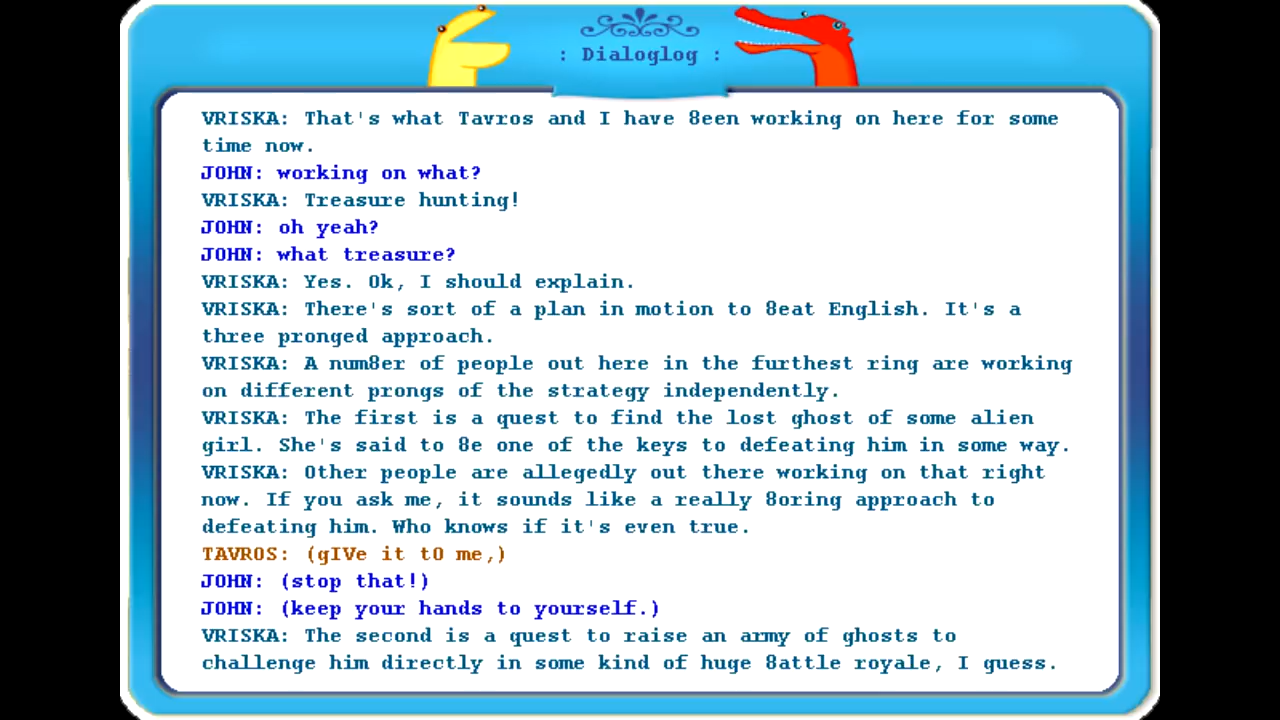 : Dialoglog :
VRISKA: That's what Tavros and I have 8een working on here for some
time now.
JOHN: working on what?
VRISKA: Treasure hunting!
JOHN: oh yeah?
JOHN: what treasure?
VRISKA: Yes. Ok, I should explain.
VRISKA: There's sort of a plan in motion to 8eat English. It's a
three pronged approach.
VRISKA: A num8er of people out here in the furthest ring are working
on different prongs of the strategy independently.
VRISKA: The first is a quest to find the lost ghost of some alien
girl. She's said to 8e one of the keys to defeating him in some way.
VRISKA: Other people are allegedly out there working on that right
now. If you ask me, it sounds like a really 8oring approach to
defeating him. Who knows if it's even true.
TAVROS: (gIVe it tO me,)
JOHN: (stop that!)
JOHN: (keep your hands to yourself.)
VRISKA: The second is a quest to raise an army of ghosts to
challenge him directly in some kind of huge 8attle royale, I guess.